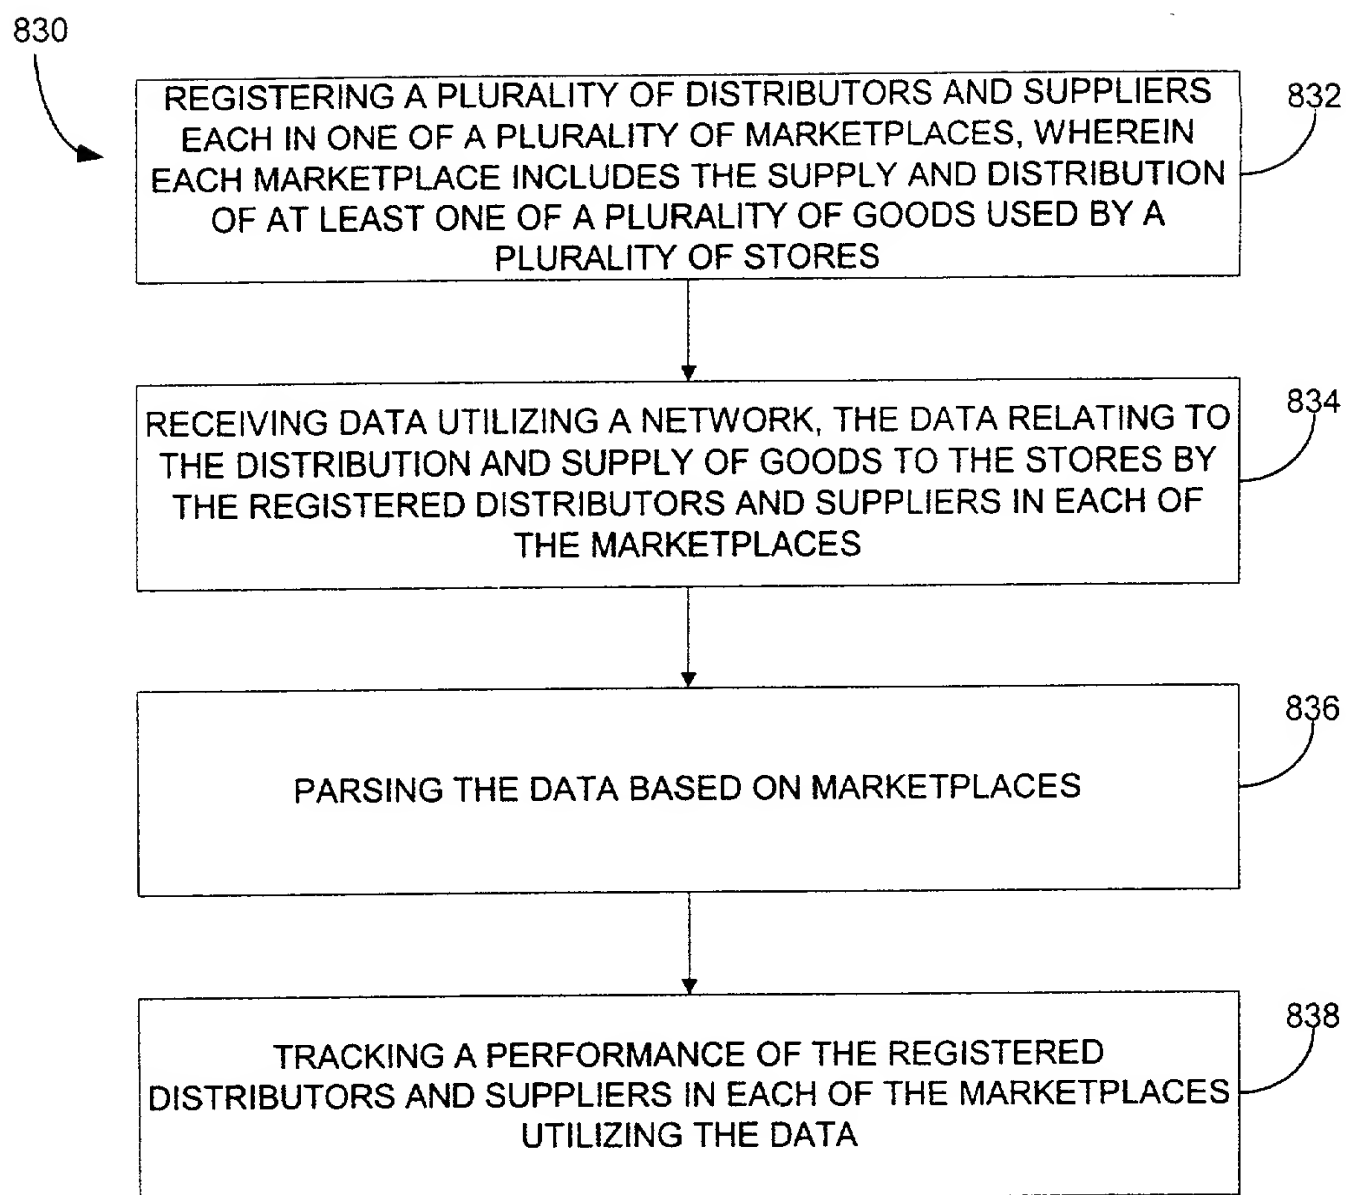 830
REGISTERING A PLURALITY OF DISTRIBUTORS AND SUPPLIERS
EACH IN ONE OF A PLURALITY OF MARKETPLACES, WHEREIN
EACH MARKETPLACE INCLUDES THE SUPPLY AND DISTRIBUTION
OF AT LEAST ONE OF A PLURALITY OF GOODS USED BY A
PLURALITY OF STORES
832
RECEIVING DATA UTILIZING A NETWORK, THE DATA RELATING TO
THE DISTRIBUTION AND SUPPLY OF GOODS TO THE STORES BY
THE REGISTERED DISTRIBUTORS AND SUPPLIERS IN EACH OF
THE MARKETPLACES
834
PARSING THE DATA BASED ON MARKETPLACES
836
TRACKING A PERFORMANCE OF THE REGISTERED
DISTRIBUTORS AND SUPPLIERS IN EACH OF THE MARKETPLACES
UTILIZING THE DATA
838